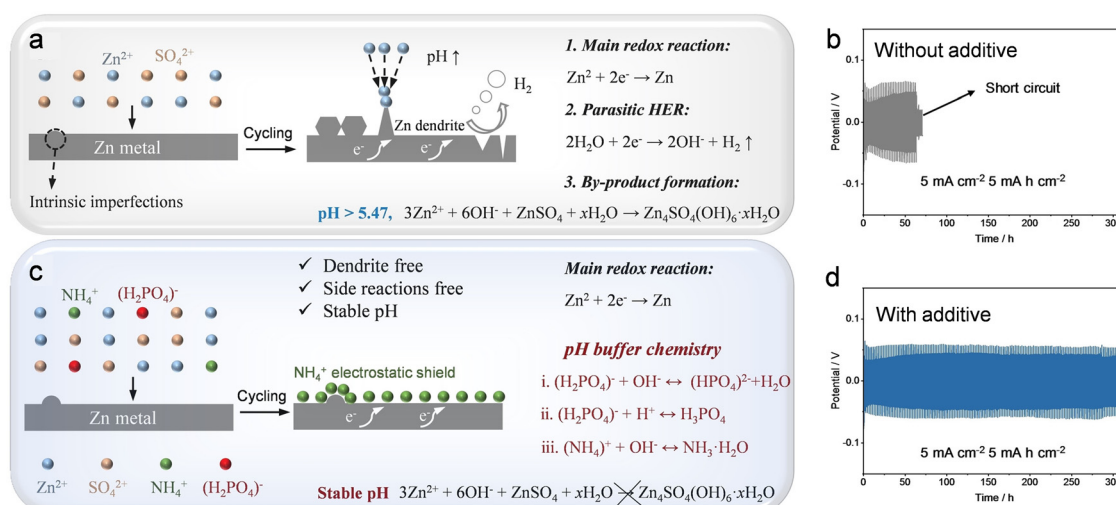 a
Zn²⁺ SO₄²⁺
Zn metal
Intrinsic imperfections
Cycling
pH ↑
H₂
Zn dendrite
e⁻ e⁻
1. Main redox reaction:
Zn² + 2e⁻ → Zn
2. Parasitic HER:
2H₂O + 2e⁻ → 2OH⁻ + H₂ ↑
3. By-product formation:
pH > 5.47, 3Zn²⁺ + 6OH⁻ + ZnSO₄ + xH₂O → Zn₄SO₄(OH)₆·xH₂O
b
Without additive
Short circuit
5 mA cm⁻² 5 mA h cm⁻²
Potential / V
0.1
0.0
-0.1
0 50 100 150 200 250 300
Time / h
c
NH₄⁺ (H₂PO₄)⁻
Zn metal
Zn²⁺ SO₄²⁺ NH₄⁺ (H₂PO₄)⁻
✓ Dendrite free
✓ Side reactions free
✓ Stable pH
Cycling
NH₄⁺ electrostatic shield
e⁻ e⁻
Main redox reaction:
Zn² + 2e⁻ → Zn
pH buffer chemistry
i. (H₂PO₄)⁻ + OH⁻ ↔ (HPO₄)²⁻+H₂O
ii. (H₂PO₄)⁻ + H⁺ ↔ H₃PO₄
iii. (NH₄)⁺ + OH⁻ ↔ NH₃·H₂O
Stable pH 3Zn²⁺ + 6OH⁻ + ZnSO₄ + xH₂O → Zn₄SO₄(OH)₆·xH₂O
d
With additive
5 mA cm⁻² 5 mA h cm⁻²
Potential / V
0.1
0.0
-0.1
0 50 100 150 200 250 300
Time / h